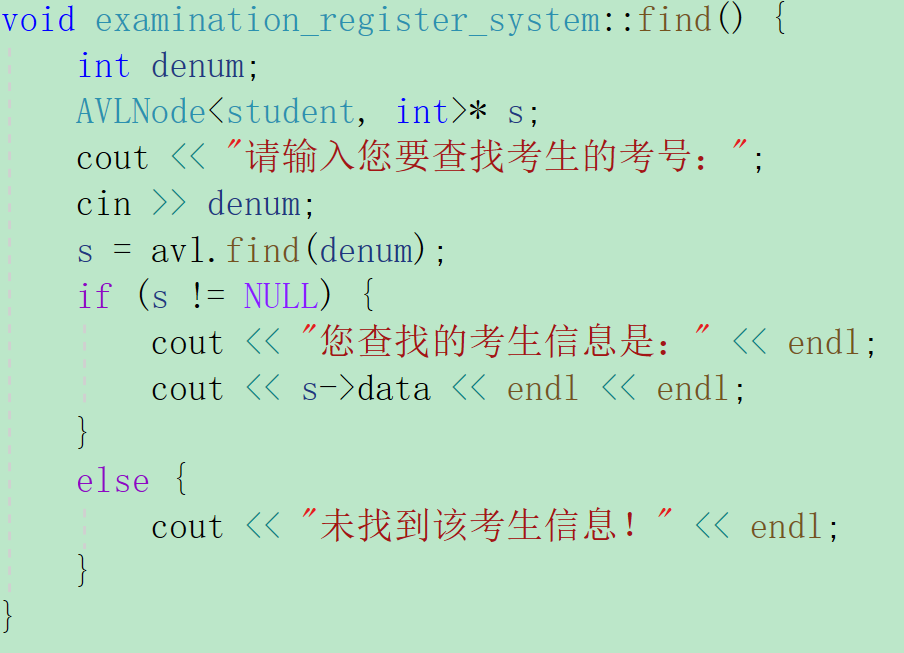 void examination_register_system::find() {
int denum;
AVLNode<student, int>* s;
cout << "请输入您要查找考生的考号：";
cin >> denum;
s = avl.find(denum);
if (s != NULL) {
cout << "您查找的考生信息是：" << endl;
cout << s->data << endl << endl;
}
else {
cout << "未找到该考生信息！" << endl;
}
}